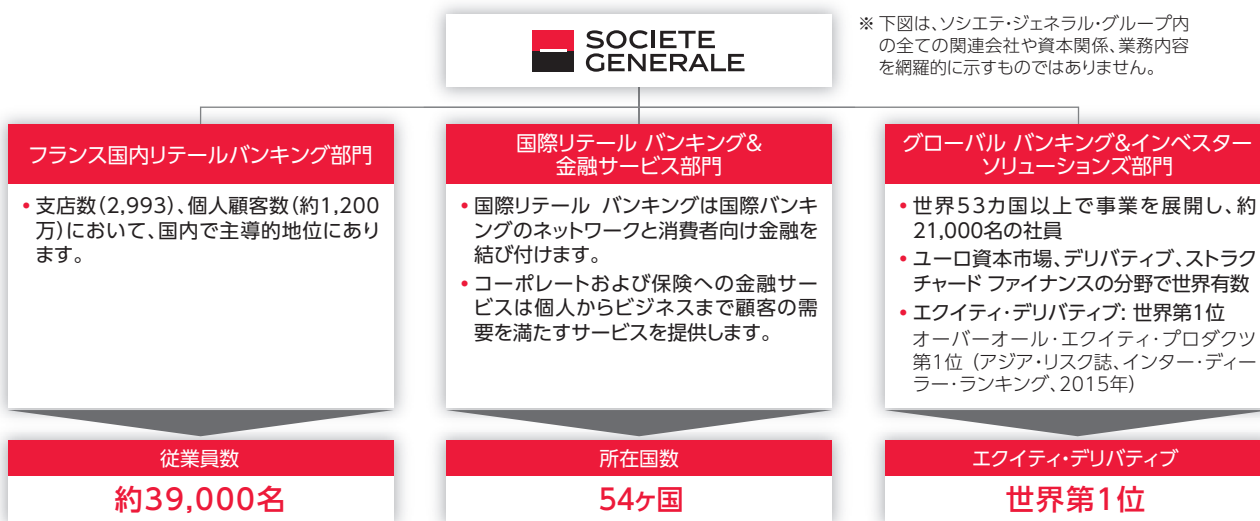 SOCIETE
GENERALE
※ 下図は、ソシエテ・ジェネラル・グループ内
の全ての関連会社や資本関係、業務内容
を網羅的に示すものではありません。
フランス国内リテールバンキング部門
• 支店数(2,993)、個人顧客数(約1,200
万)において、国内で主導的地位にあり
ます。
従業員数
約39,000名
国際リテール バンキング&
金融サービス部門
• 国際リテール バンキングは国際バンキ
ングのネットワークと消費者向け金融を
結び付けます。
• コーポレートおよび保険への金融サー
ビスは個人からビジネスまで顧客の需
要を満たすサービスを提供します。
所在国数
54ヶ国
グローバル バンキング&インベスター
ソリューションズ部門
• 世界53カ国以上で事業を展開し、約
21,000名の社員
• ユーロ資本市場、デリバティブ、ストラク
チャード ファイナンスの分野で世界有数
• エクイティ・デリバティブ: 世界第1位
オーバーオール・エクイティ・プロダクツ
第1位 (アジア・リスク誌、インター・ディー
ラー・ランキング、2015年)
エクイティ・デリバティブ
世界第1位